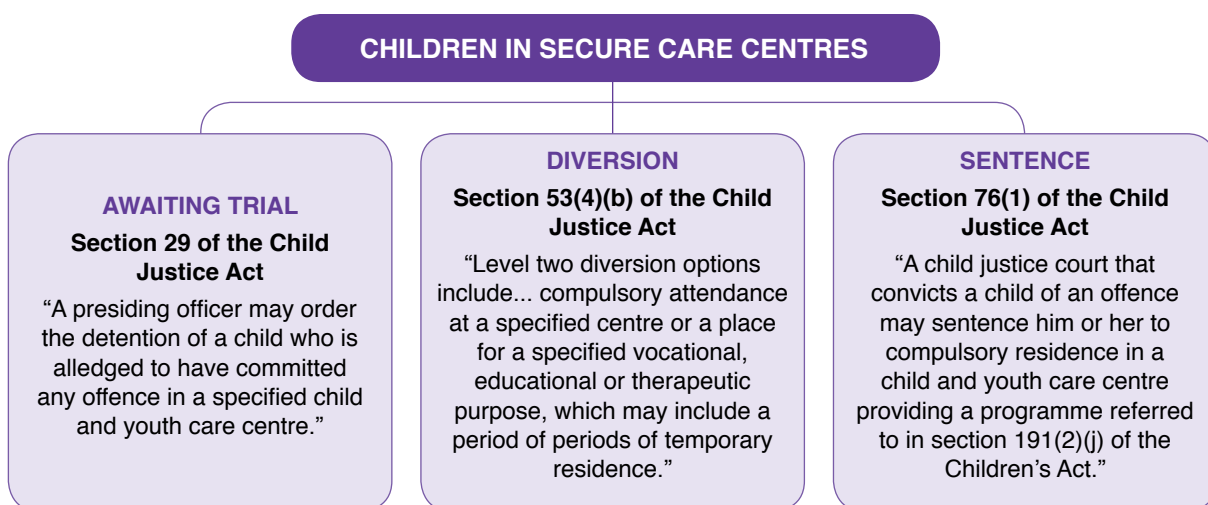 CHILDREN IN SECURE CARE CENTRES
AWAITING TRIAL
Section 29 of the Child
Justice Act
“A presiding officer may order
the detention of a child who is
alledged to have committed
any offence in a specified child
and youth care centre.”
DIVERSION
Section 53(4)(b) of the Child
Justice Act
“Level two diversion options
include... compulsory attendance
at a specified centre or a place
for a specified vocational,
educational or therapeutic
purpose, which may include a
period of periods of temporary
residence.”
SENTENCE
Section 76(1) of the Child
Justice Act
“A child justice court that
convicts a child of an offence
may sentence him or her to
compulsory residence in a
child and youth care centre
providing a programme referred
to in section 191(2)(j) of the
Children’s Act.”